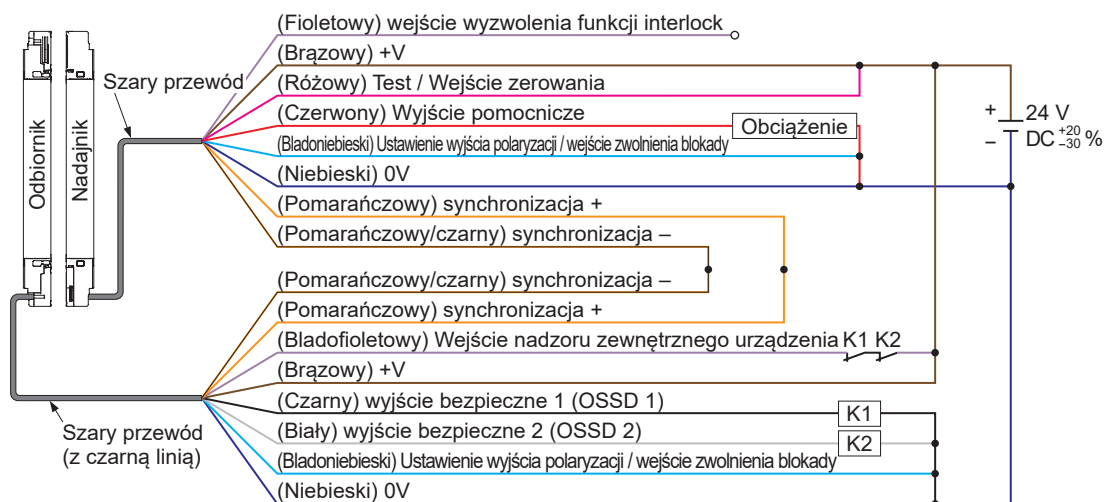 (Fioletowy) wejście wyzwolenia funkcji interlock
(Brązowy) +V
Szary przewód
(Różowy) Test / Wejście zerowania
(Czerwony) Wyjście pomocnicze
Obciążenie
+ 24 V
– DC +20 –30 %
(Bladoniebieski) Ustawienie wyjścia polaryzacji / wejście zwolnienia blokady
Odbiornik
Nadajnik
(Niebieski) 0V
(Pomarańczowy) synchronizacja +
(Pomarańczowy/czarny) synchronizacja –
(Pomarańczowy/czarny) synchronizacja –
(Pomarańczowy) synchronizacja +
(Bladofioletowy) Wejście nadzoru zewnętrznego urządzenia K1 K2
(Brązowy) +V
(Czarny) wyjście bezpieczne 1 (OSSD 1)
K1
Szary przewód
(z czarną linią)
(Biały) wyjście bezpieczne 2 (OSSD 2)
K2
(Bladoniebieski) Ustawienie wyjścia polaryzacji / wejście zwolnienia blokady
(Niebieski) 0V